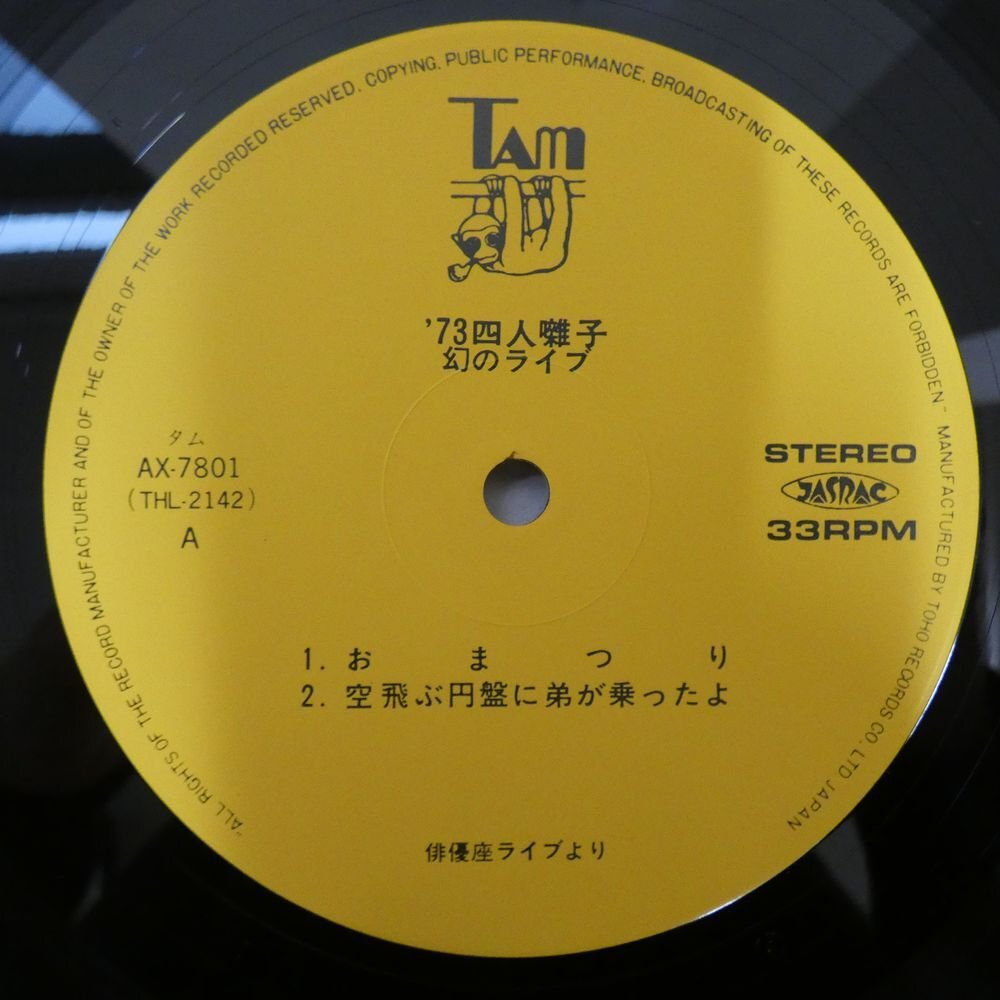 "ALL RIGHTS OF THE RECORD MANUFACTURER AND OF THE OWNER OF THE WORK RECORDED RESERVED. COPYING. PUBLIC PERFORMANCE. BROADCASTING OF THESE RECORDS ARE FORBIDDEN" MANUFACTURED BY TOHO RECORDS CO. LTD JAPAN
TAM
'73四人囃子
幻のライブ
タム
AX-7801
(THL-2142)
A
STEREO
JASRAC
33RPM
1. おまつり
2. 空飛ぶ円盤に弟が乗ったよ
俳優座ライブより